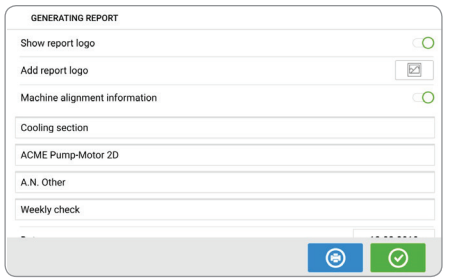 GENERATING REPORT
Show report logo
Add report logo
Machine alignment information
Cooling section
ACME Pump-Motor 2D
A.N. Other
Weekly check